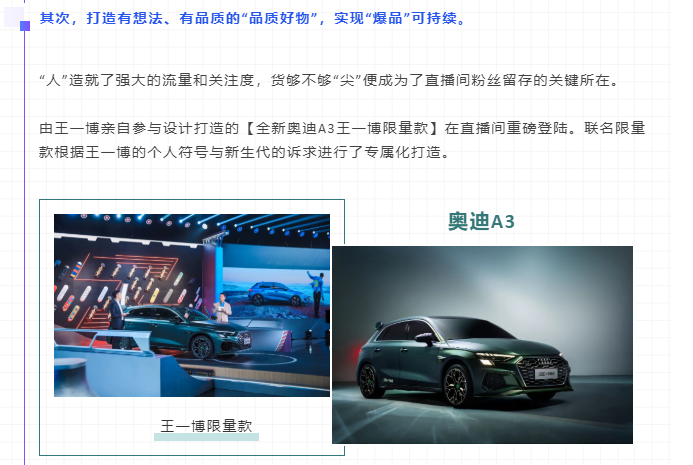 其次，打造有想法、有品质的“品质好物”，实现“爆品”可持续。
“人”造就了强大的流量和关注度，货够不够“尖”便成为了直播间粉丝留存的关键所在。
由王一博亲自参与设计打造的【全新奥迪A3王一博限量款】在直播间重磅登陆。联名限量
款根据王一博的个人符号与新生代的诉求进行了专属化打造。
奥迪A3
王一博限量款